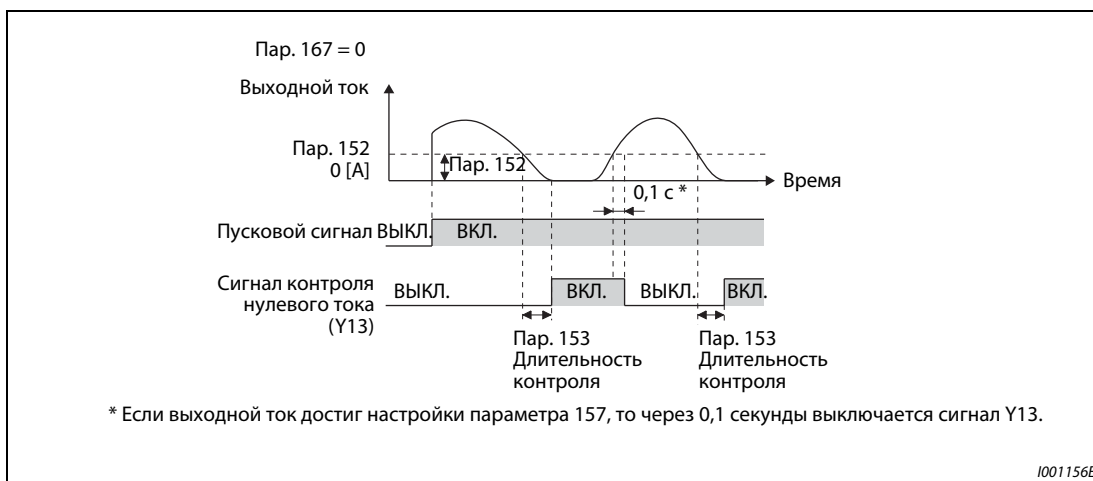 Пар. 167 = 0
Выходной ток
Пар. 152
0 [A]
Пар. 152
Время
0,1 с *
Пусковой сигнал ВЫКЛ. ВКЛ.
Сигнал контроля
нулевого тока
(Y13)
ВЫКЛ. ВКЛ. ВЫКЛ. ВКЛ.
Пар. 153
Длительность
контроля
Пар. 153
Длительность
контроля
* Если выходной ток достиг настройки параметра 157, то через 0,1 секунды выключается сигнал Y13.
I001156E